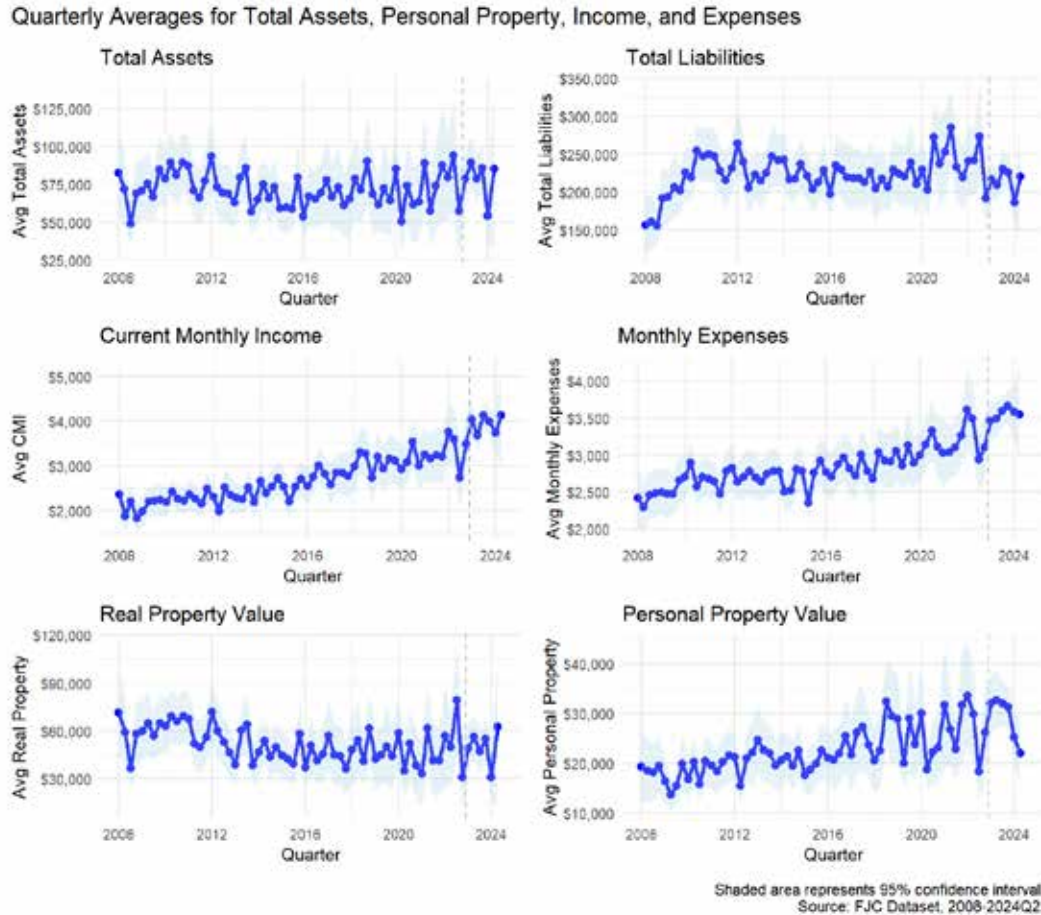 Quarterly Averages for Total Assets, Personal Property, Income, and Expenses
Total Assets
Avg Total Assets
$125,000
$100,000
$75,000
$50,000
$25,000
2008 2012 2016 2020 2024
Quarter
Total Liabilities
Avg Total Liabilities
$350,000
$300,000
$250,000
$200,000
$150,000
2008 2012 2016 2020 2024
Quarter
Current Monthly Income
Avg CMI
$5,000
$4,000
$3,000
$2,000
2008 2012 2016 2020 2024
Quarter
Monthly Expenses
Avg Monthly Expenses
$4,000
$3,500
$3,000
$2,500
$2,000
2008 2012 2016 2020 2024
Quarter
Real Property Value
Avg Real Property
$120,000
$90,000
$60,000
$30,000
2008 2012 2016 2020 2024
Quarter
Personal Property Value
Avg Personal Property
$40,000
$30,000
$20,000
$10,000
2008 2012 2016 2020 2024
Quarter
Shaded area represents 95% confidence interval
Source: FJC Dataset, 2008-2024Q2